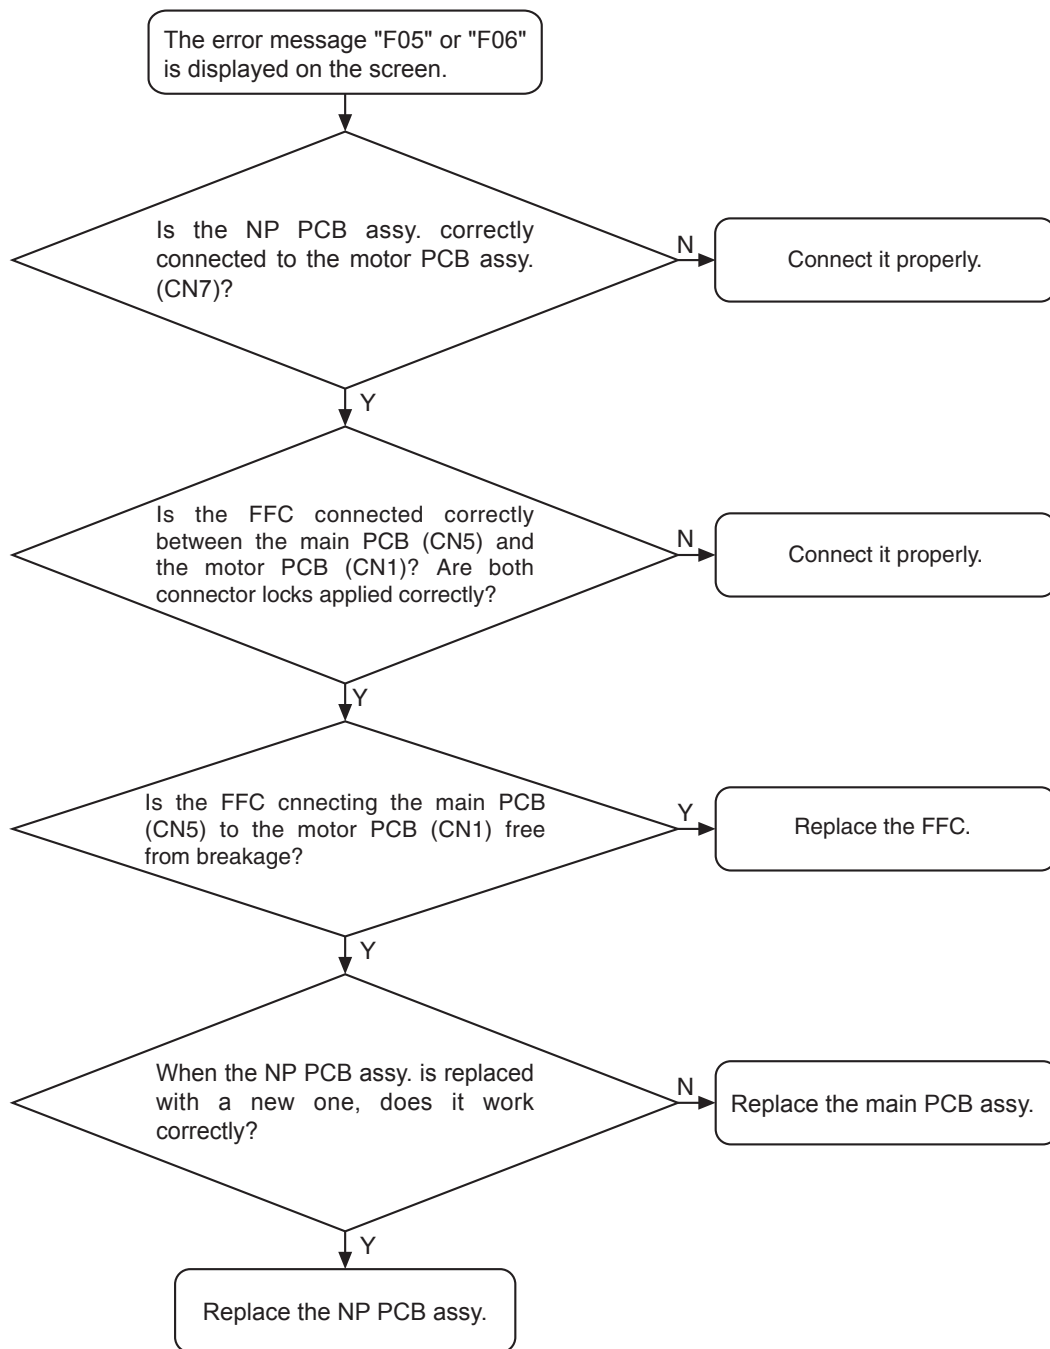 The error message "F05" or "F06"
is displayed on the screen.
Is the NP PCB assy. correctly
connected to the motor PCB assy.
(CN7)?
N
Connect it properly.
Y
Is the FFC connected correctly
between the main PCB (CN5) and
the motor PCB (CN1)? Are both
connector locks applied correctly?
N
Connect it properly.
Y
Is the FFC cnnecting the main PCB
(CN5) to the motor PCB (CN1) free
from breakage?
Y
Replace the FFC.
Y
When the NP PCB assy. is replaced
with a new one, does it work
correctly?
N
Replace the main PCB assy.
Y
Replace the NP PCB assy.